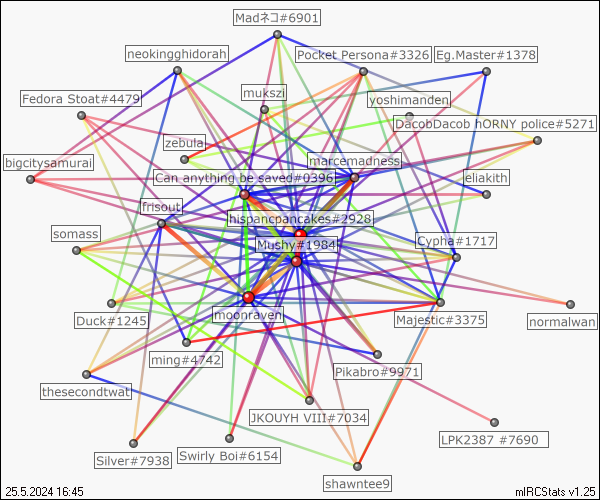 Madネコ#6901
neokingghidorah
Pocket Persona#3326
Eg.Master#1378
Fedora Stoat#4479
mukszi
yoshimanden
DacobDacob hORNY police#5271
zebula
marcemadness
bigcitysamurai
Can anything be saved#0396
eliakith
frisout
hispancpancakes#2928
somass
Mushy#1984
Cypha#1717
Duck#1245
moonraven
Majestic#3375
normalwan
ming#4742
Pikabro#9971
thesecondtwat
JKOUYH VIII#7034
LPK2387 #7690
Silver#7938
Swirly Boi#6154
shawntee9
25.5.2024 16:45
mIRCStats v1.25